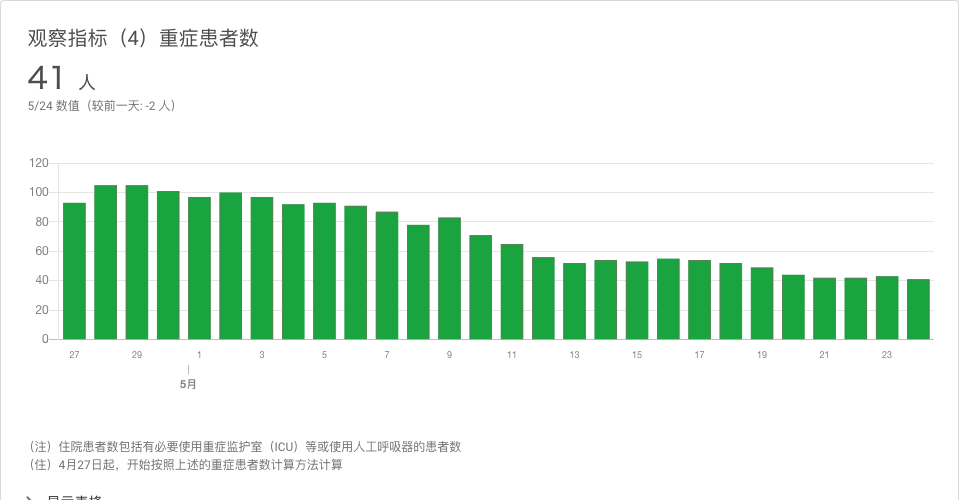 观察指标（4）重症患者数
41 人
5/24 数值（较前一天: -2 人）
120
100
80
60
40
20
0
27 29 1 3 5 7 9 11 13 15 17 19 21 23
5月
（注）住院患者数包括有必要使用重症监护室（ICU）等或使用人工呼吸器的患者数
（住）4月27日起，开始按照上述的重症患者数计算方法计算